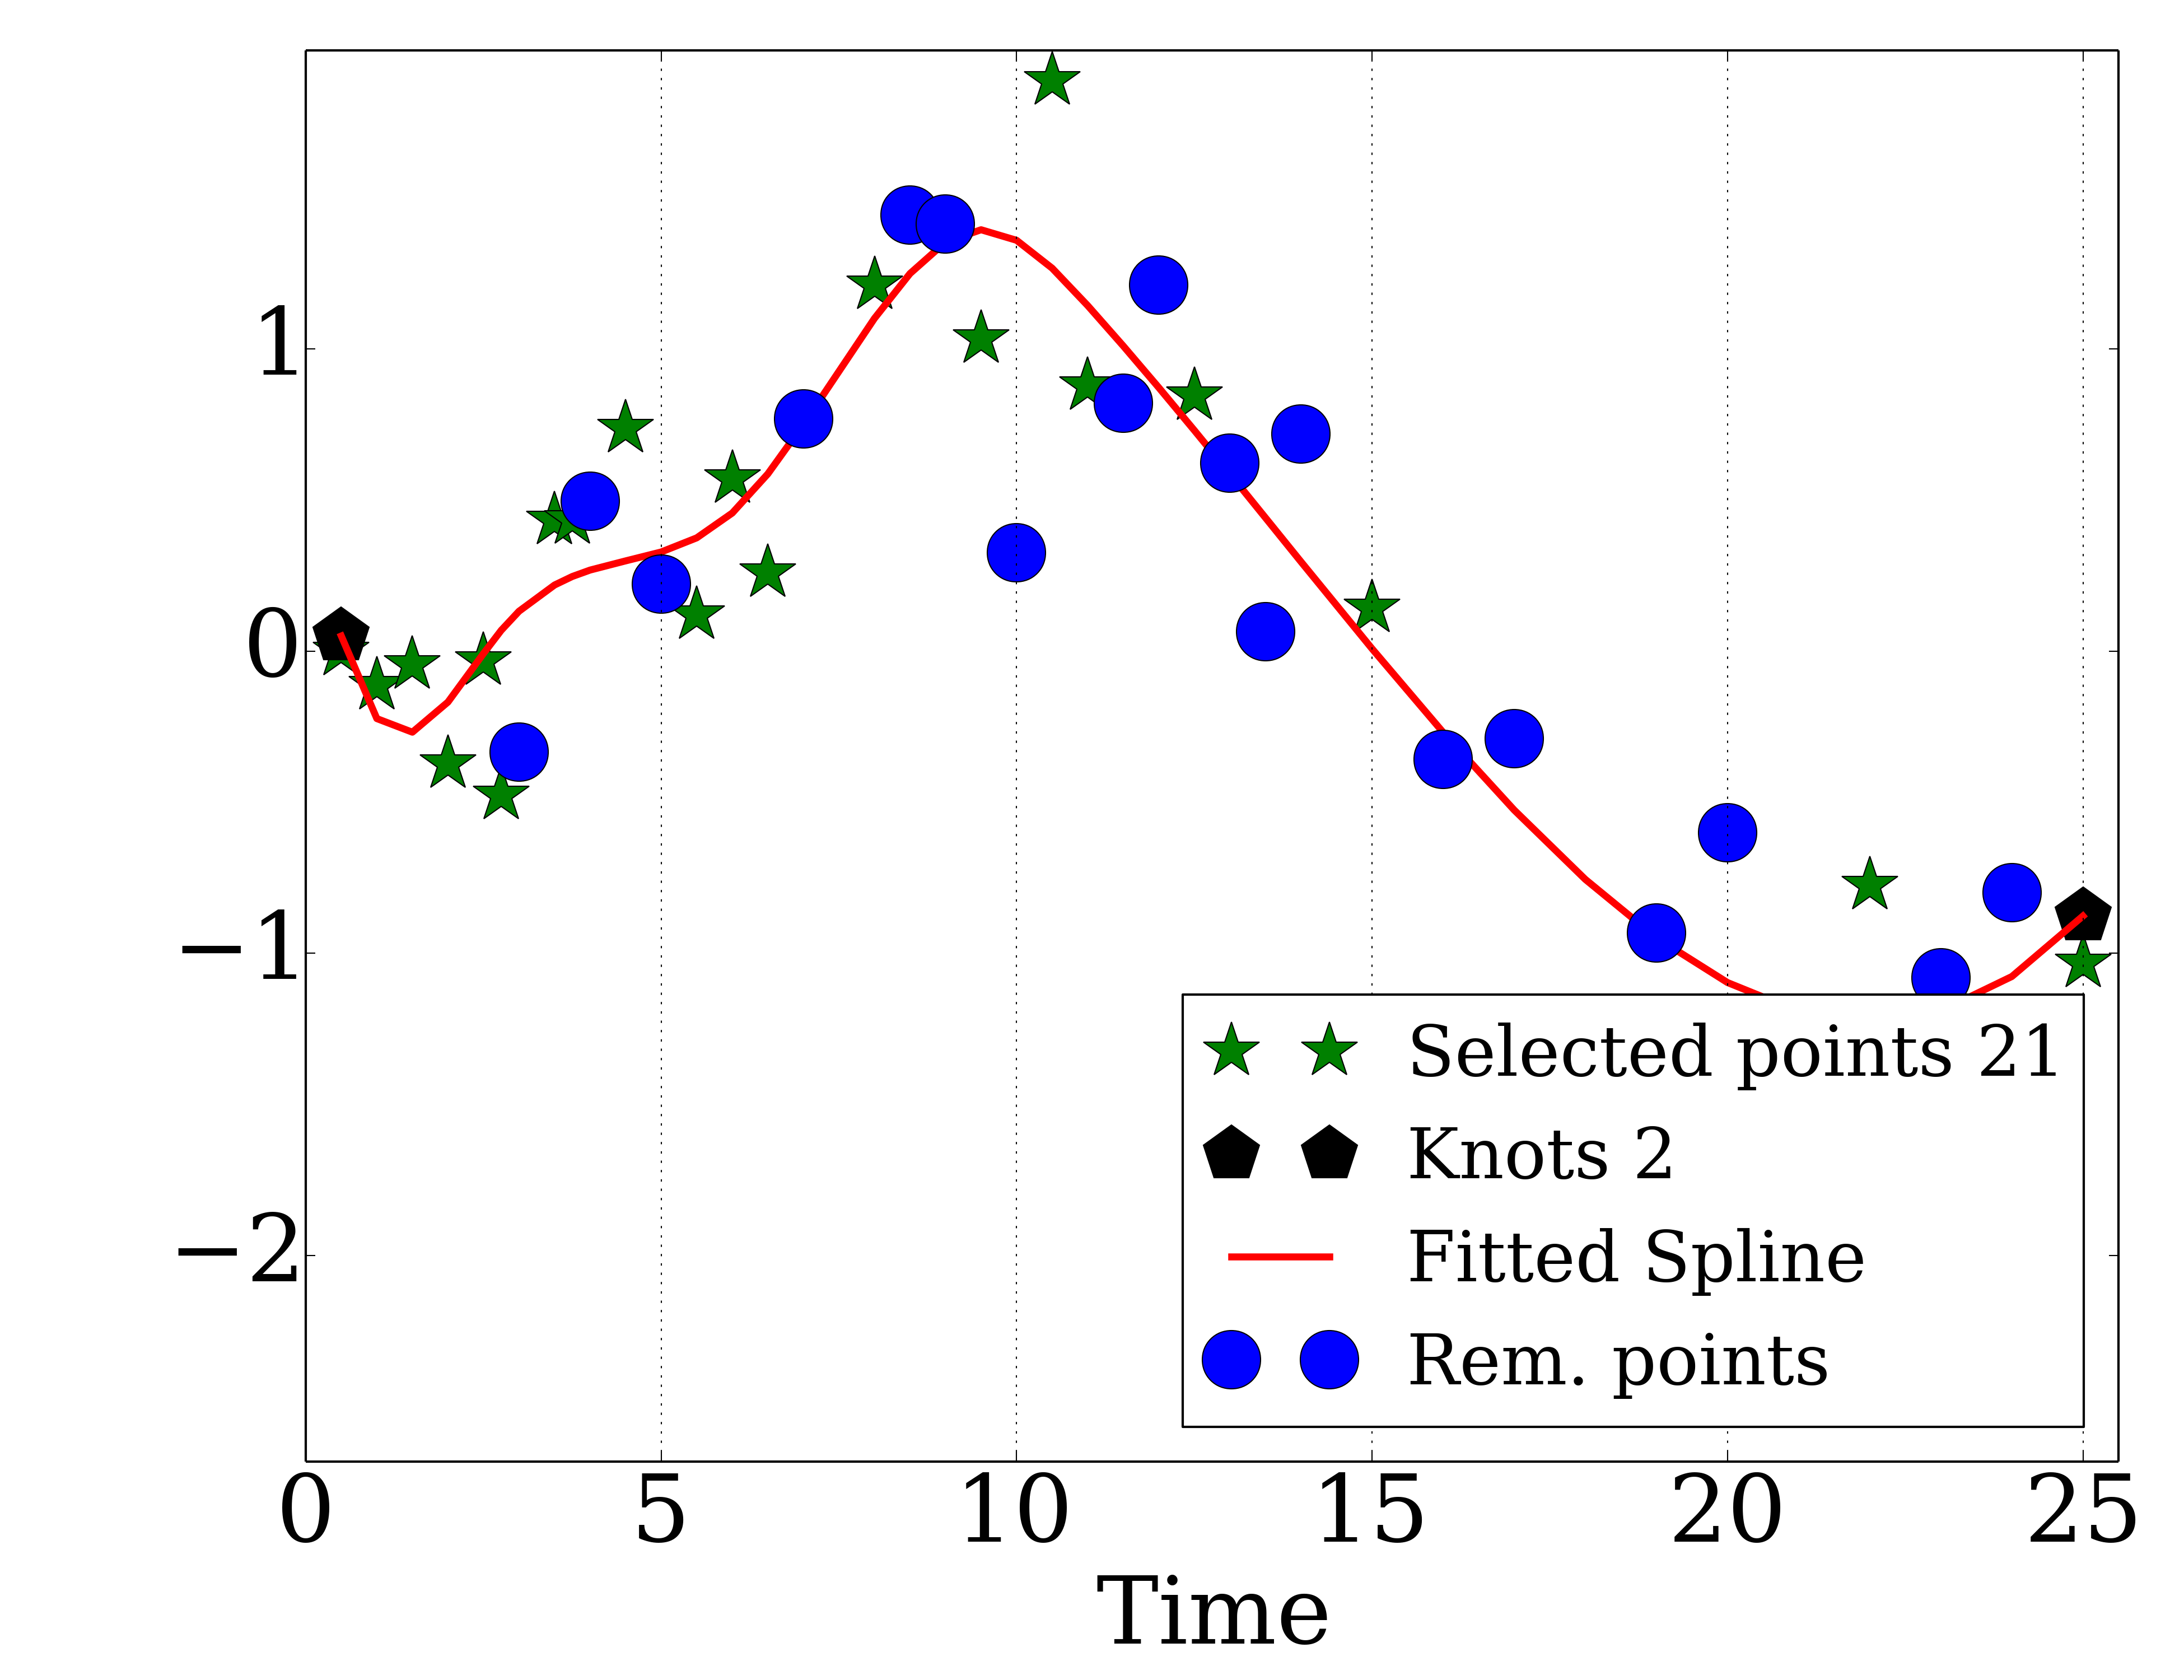 1
0
−1
−2
0 5 10 15 20 25
Time
Selected points 21
Knots 2
Fitted Spline
Rem. points